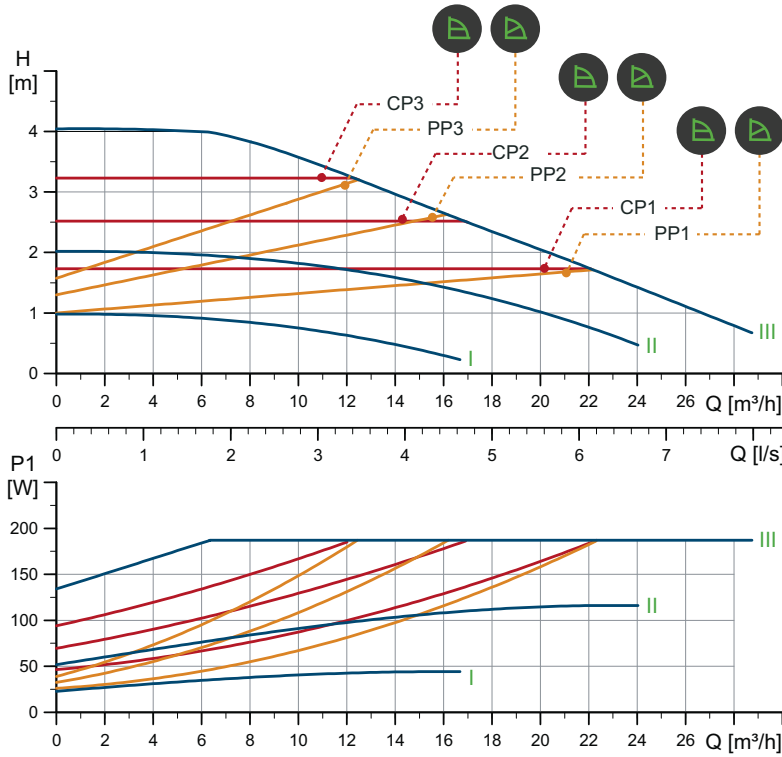 H
[m]
CP3
PP3
CP2
PP2
CP1
PP1
4
3
2
1
0
I
II
III
0 2 4 6 8 10 12 14 16 18 20 22 24 26 Q [m³/h]
0 1 2 3 4 5 6 7 Q [l/s]
P1
[W]
200
150
100
50
0
III
II
I
0 2 4 6 8 10 12 14 16 18 20 22 24 26 Q [m³/h]